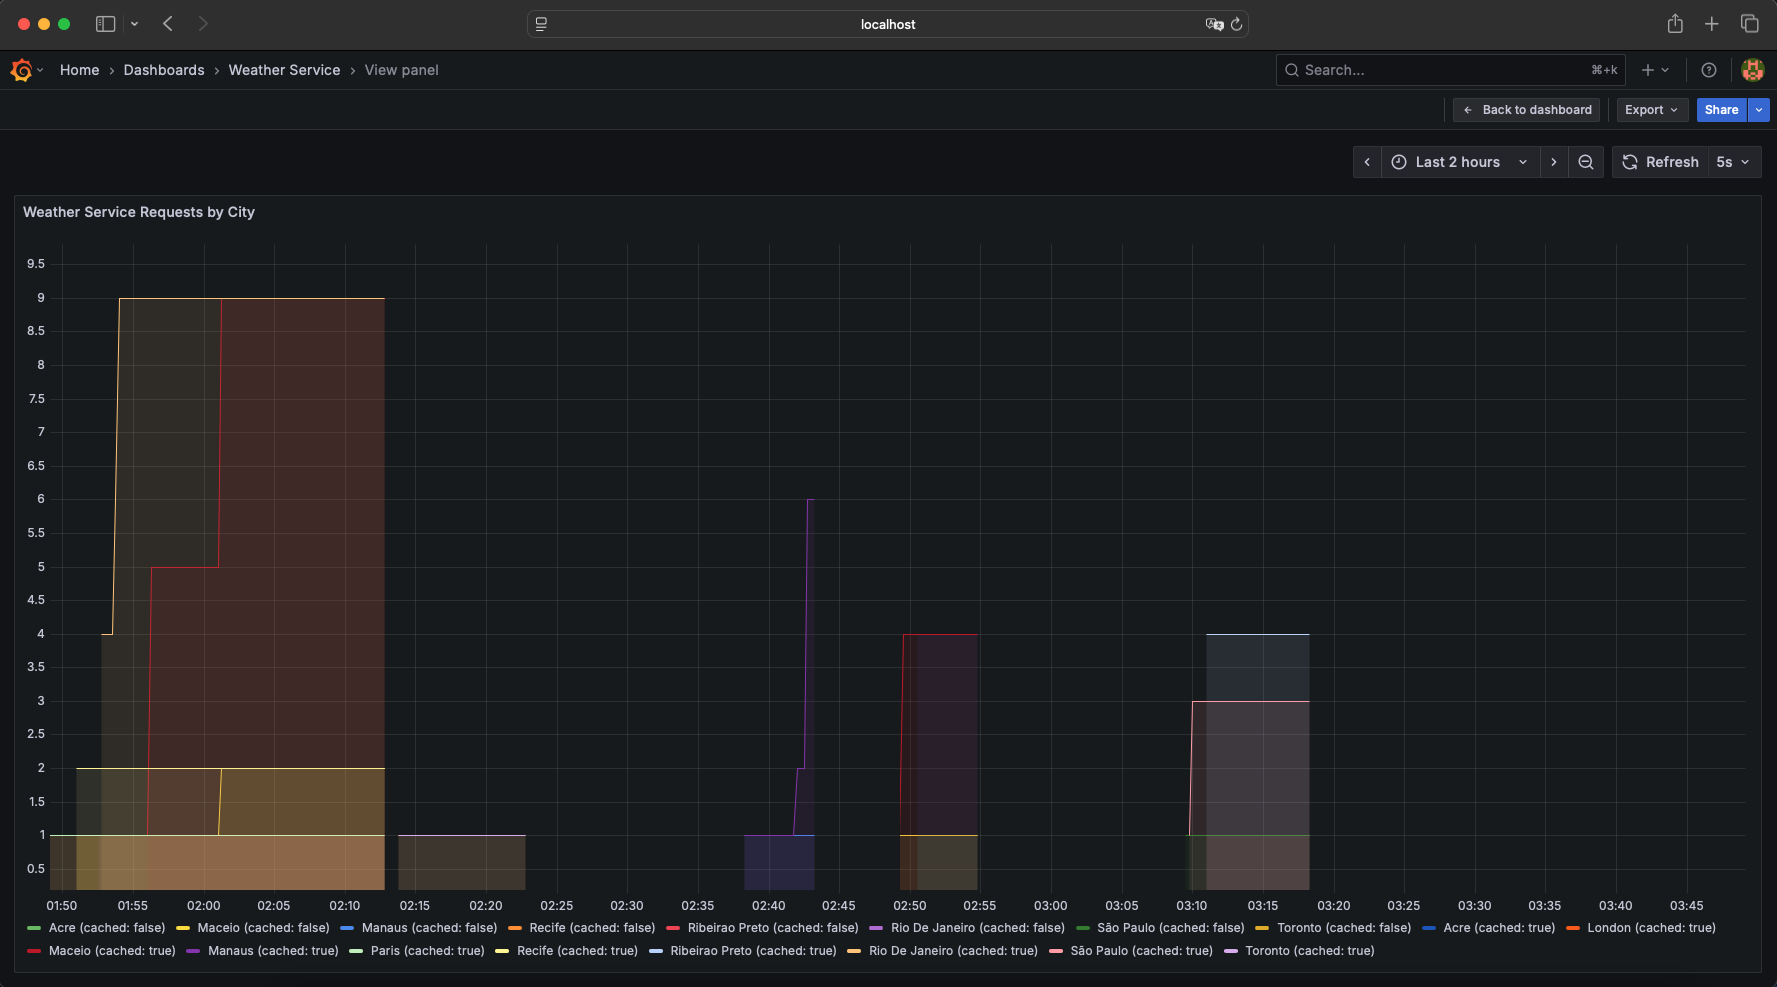 localhost
Home › Dashboards › Weather Service › View panel
Search... ⌘+k
Back to dashboard Export Share
Last 2 hours Refresh 5s
Weather Service Requests by City
9.5
9
8.5
8
7.5
7
6.5
6
5.5
5
4.5
4
3.5
3
2.5
2
1.5
1
0.5
01:50 01:55 02:00 02:05 02:10 02:15 02:20 02:25 02:30 02:35 02:40 02:45 02:50 02:55 03:00 03:05 03:10 03:15 03:20 03:25 03:30 03:35 03:40 03:45
Acre (cached: false) Maceio (cached: false) Manaus (cached: false) Recife (cached: false) Ribeirao Preto (cached: false) Rio De Janeiro (cached: false) São Paulo (cached: false) Toronto (cached: false) Acre (cached: true) London (cached: true)
Maceio (cached: true) Manaus (cached: true) Paris (cached: true) Recife (cached: true) Ribeirao Preto (cached: true) Rio De Janeiro (cached: true) São Paulo (cached: true) Toronto (cached: true)